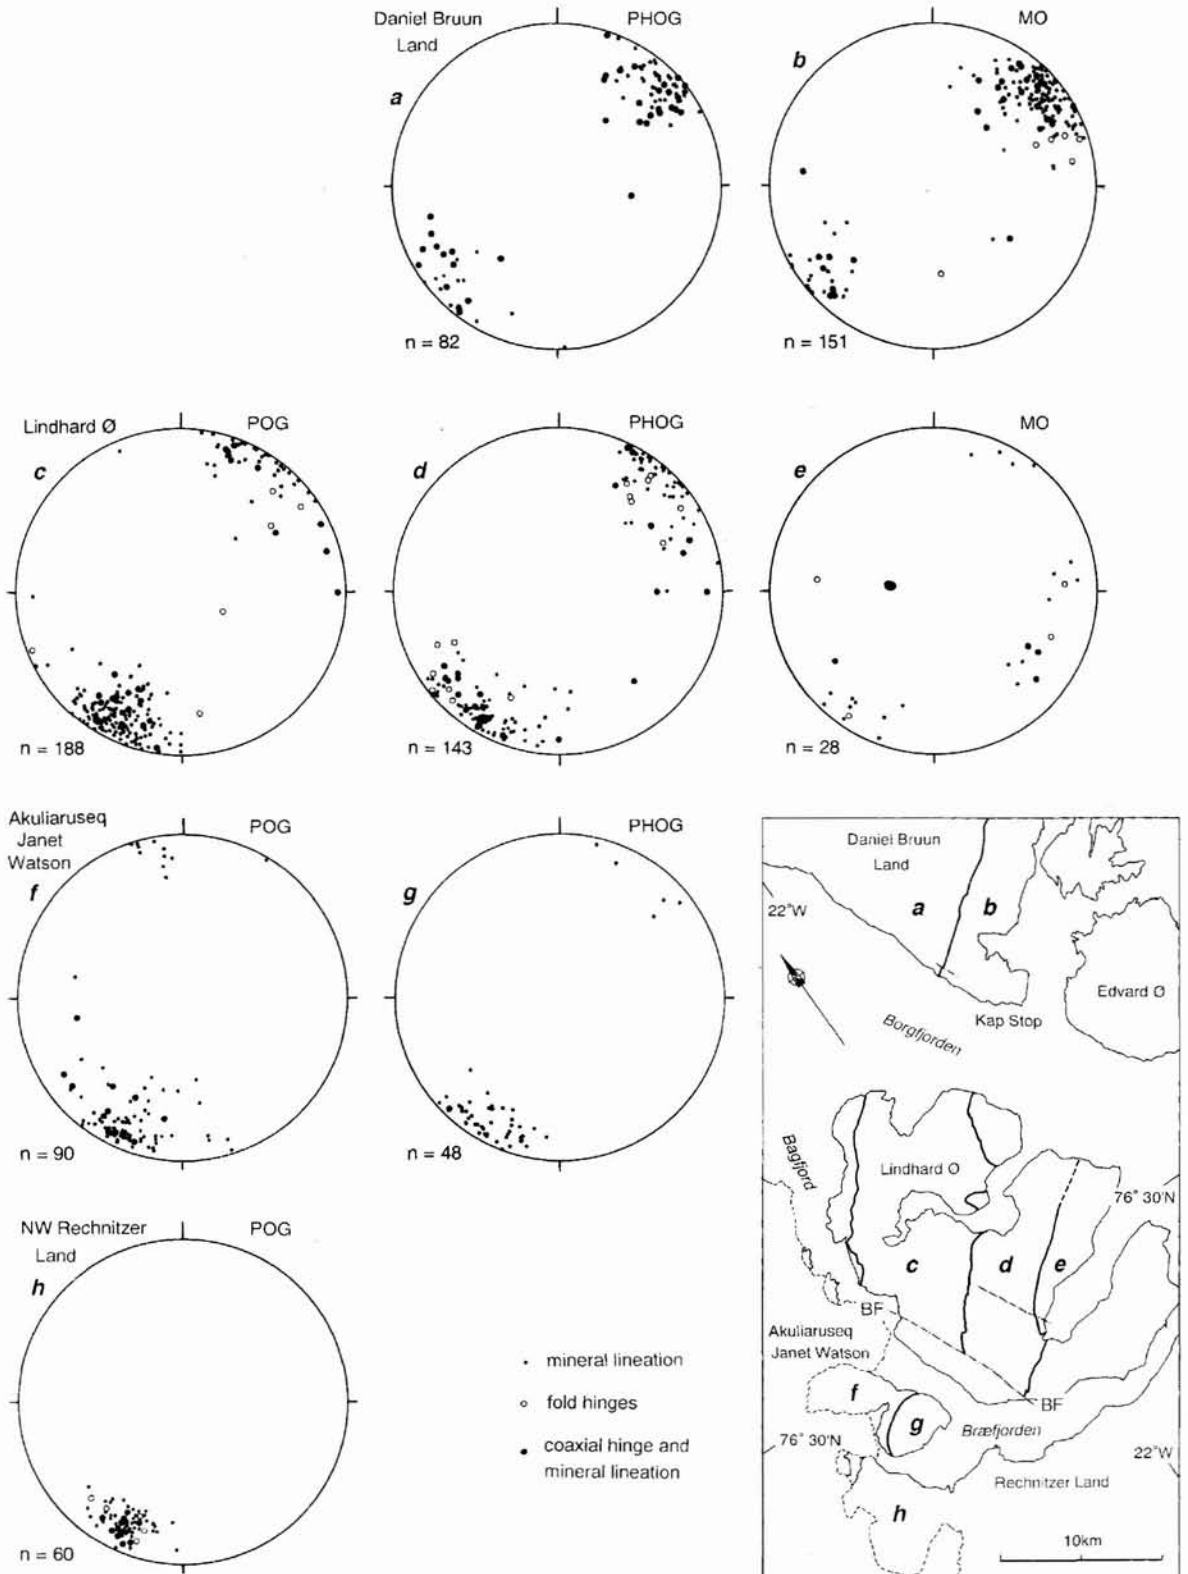 Daniel Bruun
Land
PHOG
a
n = 82
MO
b
n = 151
Lindhard Ø
POG
c
n = 188
PHOG
d
n = 143
MO
e
n = 28
Akuliaruseq
Janet
Watson
POG
f
n = 90
PHOG
g
n = 48
NW Rechnitzer
Land
POG
h
n = 60
mineral lineation
fold hinges
coaxial hinge and
mineral lineation
Daniel Bruun
Land
22°W
a
b
Edvard Ø
Kap Stop
Borgfjorden
Bagfjord
Lindhard Ø
76° 30'N
c
d
e
BF
Akuliaruseq
Janet Watson
f
BF
g
Bræfjorden
76° 30'N
22°W
Rechnitzer Land
h
10km